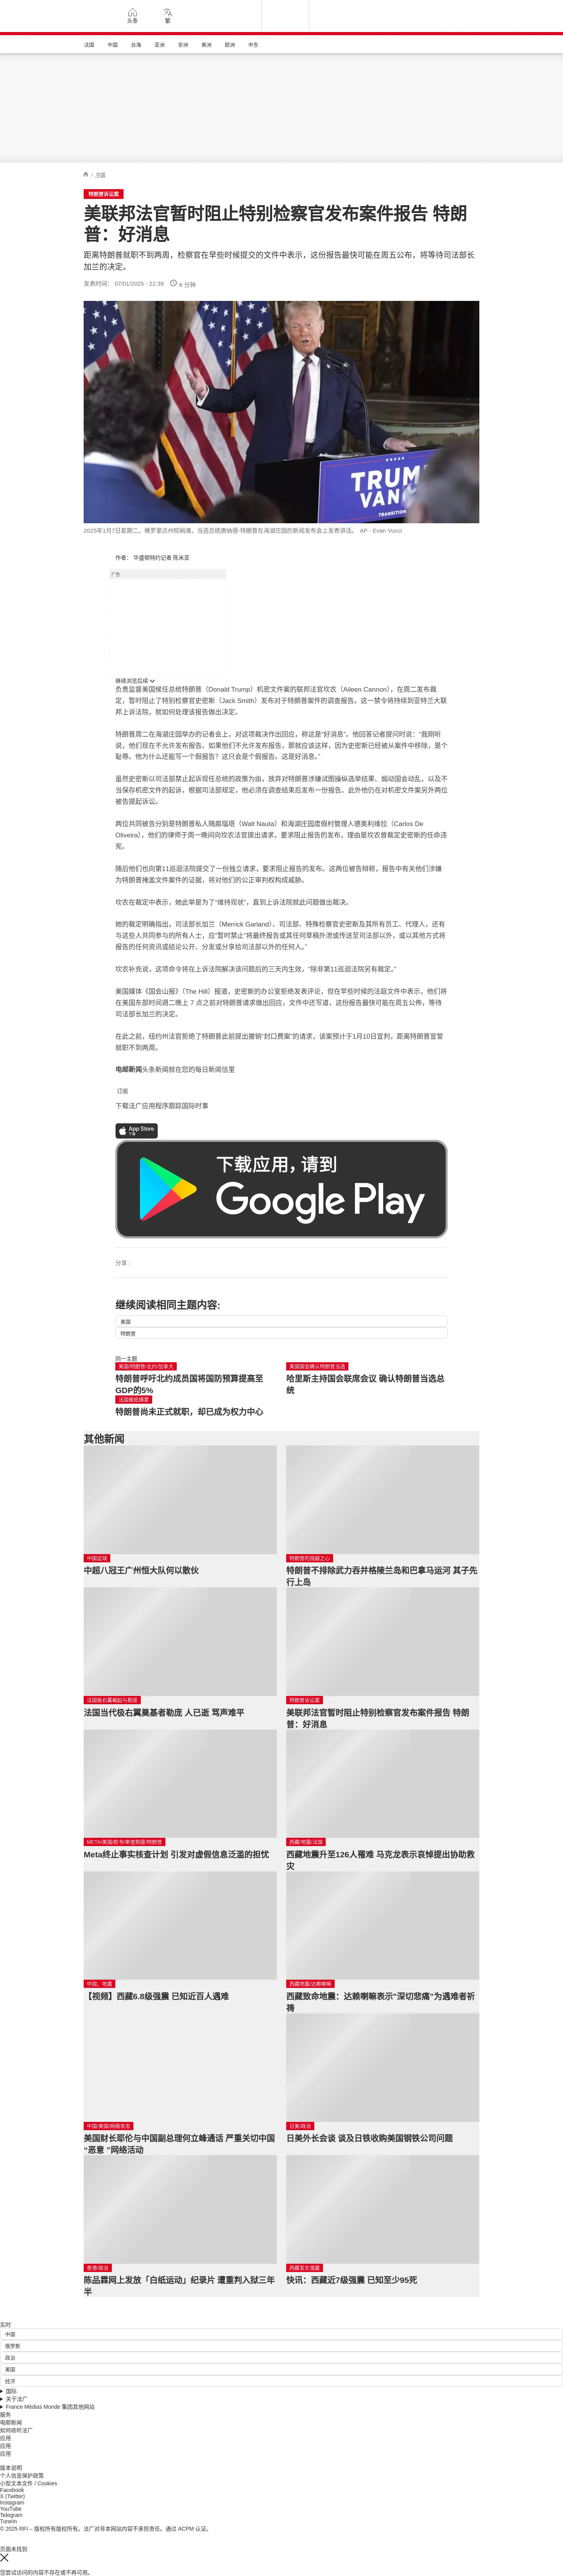 头条
繁
法国
中国
台海
亚洲
非洲
美洲
欧洲
中东
/ 中国
特朗普诉公案
美联邦法官暂时阻止特别检察官发布案件报告 特朗
普：好消息
距离特朗普就职不到两周，检察官在早些时候提交的文件中表示，这份报告最快可能在周五公布，将等待司法部长
加兰的决定。
发表时间： 07/01/2025 - 22:39
6 分钟
TRUMP
VANCE
TRANSITION
2025年1月7日星期二，佛罗里达州棕榈滩，当选总统唐纳德·特朗普在海湖庄园的新闻发布会上发表讲话。 AP - Evan Vucci
作者： 华盛顿特约记者 陈米亚
广告
继续浏览后续
负责监督美国候任总统特朗普（Donald Trump）机密文件案的联邦法官坎农（Aileen Cannon），在周二发布裁
定，暂时阻止了特别检察官史密斯（Jack Smith）发布对于特朗普案件的调查报告。这一禁令将持续到亚特兰大联
邦上诉法院，就如何处理该报告做出决定。
特朗普周二在海湖庄园举办的记者会上，对这项裁决作出回应，称这是“好消息”。他回答记者提问时说：“我刚听
说，他们现在不允许发布报告，如果他们不允许发布报告，那就应该这样，因为史密斯已经被从案件中移除，是个
耻辱。他为什么还能写一个假报告？这只会是个假报告。这是好消息。”
虽然史密斯以司法部禁止起诉现任总统的政策为由，放弃对特朗普涉嫌试图操纵选举结果、煽动国会动乱，以及不
当保存机密文件的起诉，根据司法部规定，他必须在调查结束后发布一份报告。此外他仍在对机密文件案另外两位
被告提起诉讼。
两位共同被告分别是特朗普私人随扈瑙塔（Walt Nauta）和海湖庄园度假村管理人德奥利维拉（Carlos De
Oliveira），他们的律师于周一晚间向坎农法官提出请求，要求阻止报告的发布，理由是坎农曾裁定史密斯的任命违
宪。
随后他们也向第11巡迴法院提交了一份独立请求，要求阻止报告的发布。这两位被告辩称，报告中有关他们涉嫌
为特朗普掩盖文件案件的证据，将对他们的公正审判权构成威胁。
坎农在裁定中表示，她此举是为了“维持现状”，直到上诉法院就此问题做出裁决。
她的裁定明确指出，司法部长加兰（Merrick Garland）、司法部、特殊检察官史密斯及其所有员工、代理人，还有
与这些人共同参与的所有人士，应“暂时禁止”将最终报告或其任何草稿外泄或传送至司法部以外，或以其他方式将
报告的任何资讯或结论公开、分发或分享给司法部以外的任何人。”
坎农补充说，这项命令将在上诉法院解决该问题后的三天内生效，“除非第11巡迴法院另有裁定。”
美国媒体《国会山报》（The Hill）报道，史密斯的办公室拒绝发表评论，但在早些时候的法庭文件中表示，他们将
在美国东部时间週二晚上 7 点之前对特朗普请求做出回应，文件中还写道，这份报告最快可能在周五公佈，等待
司法部长加兰的决定。
在此之前，纽约州法官拒绝了特朗普此前提出撤销“封口费案”的请求，该案预计于1月10日宣判，距离特朗普宣誓
就职不到两周。
电邮新闻头条新闻就在您的每日新闻信里
订阅
下载法广应用程序跟踪国际时事
App Store
下载
下载应用，请到
Google Play
分享 :
继续阅读相同主题内容:
美国
特朗普
同一主题
美国/特朗普/北约/加拿大
特朗普呼吁北约成员国将国防预算提高至
GDP的5%
美国国会确认特朗普当选
哈里斯主持国会联席会议 确认特朗普当选总
统
法国报纸摘要
特朗普尚未正式就职，却已成为权力中心
其他新闻
中国足球
中超八冠王广州恒大队何以散伙
特朗普的觊觎之心
特朗普不排除武力吞并格陵兰岛和巴拿马运河 其子先
行上岛
法国极右翼崛起与勒庞
法国当代极右翼奠基者勒庞 人已逝 骂声难平
特朗普诉讼案
美联邦法官暂时阻止特别检察官发布案件报告 特朗
普：好消息
META/美国/脸书/审查制度/特朗普
Meta终止事实核查计划 引发对虚假信息泛滥的担忧
西藏/地震/法国
西藏地震升至126人罹难 马克龙表示哀悼提出协助救
灾
中国、地震
【视频】西藏6.8级强震 已知近百人遇难
西藏地震/达赖喇嘛
西藏致命地震：达赖喇嘛表示"深切悲痛"为遇难者祈
祷
中国/美国/网络攻击
美国财长耶伦与中国副总理何立峰通话 严重关切中国
“恶意 ”网络活动
日美/政治
日美外长会谈 谈及日铁收购美国钢铁公司问题
香港/政治
陈品霖网上发放「白纸运动」纪录片 遭重判入狱三年
半
西藏发生强震
快讯：西藏近7级强震 已知至少95死
实时
中国
俄罗斯
政治
美国
经济
国际
关于法广
France Médias Monde 集团其他网站
服务
电邮新闻
如何收听法广
应用
应用
应用
版本说明
个人信息保护政策
小型文本文件 / Cookies
Facebook
X (Twitter)
Instagram
YouTube
Telegram
TuneIn
© 2025 RFI – 版权所有版权所有。法广对非本网站内容不承担责任。通过 ACPM 认证。
页面未找到
您尝试访问的内容不存在或不再可用。